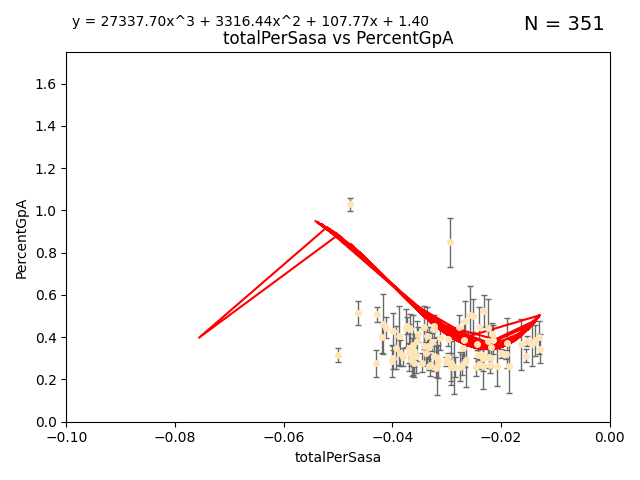 y = 27337.70x^3 + 3316.44x^2 + 107.77x + 1.40
N = 351
totalPerSasa vs PercentGpA
1.6
1.4
1.2
1.0
0.8
0.6
0.4
0.2
0.0
PercentGpA
−0.10 −0.08 −0.06 −0.04 −0.02 0.00
totalPerSasa